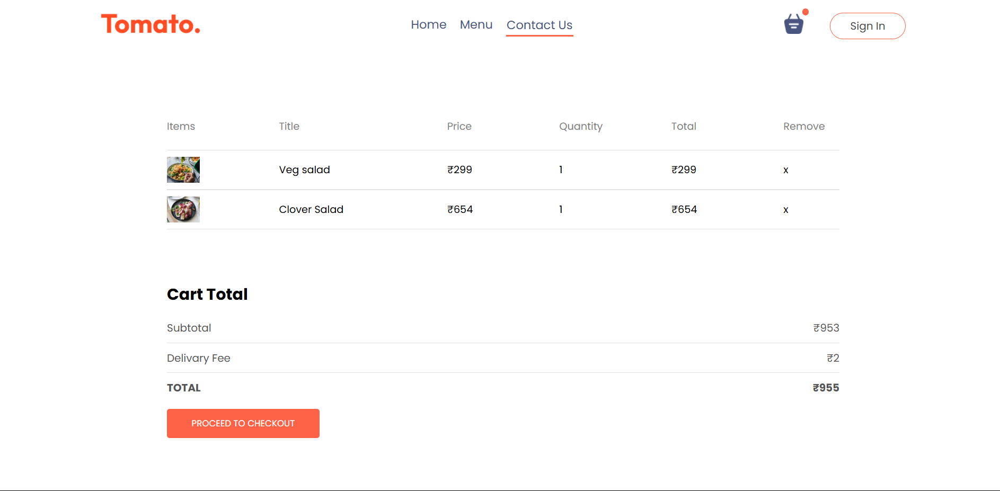 Tomato.
Home Menu Contact Us
Sign In
Items Title Price Quantity Total Remove
Veg salad ₹299 1 ₹299 x
Clover Salad ₹654 1 ₹654 x
Cart Total
Subtotal ₹953
Delivary Fee ₹2
TOTAL ₹955
PROCEED TO CHECKOUT